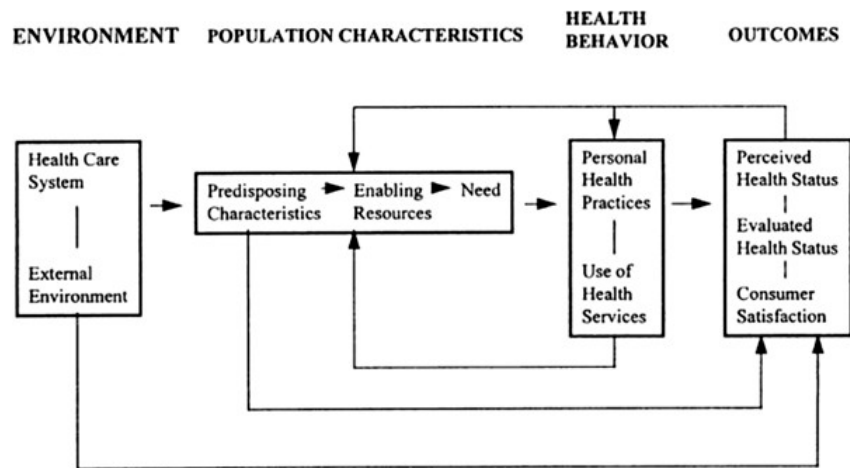 ENVIRONMENT
POPULATION CHARACTERISTICS
HEALTH
BEHAVIOR
OUTCOMES
Health Care
System
External
Environment
Predisposing
Characteristics
Enabling
Resources
Need
Personal
Health
Practices
Use of
Health
Services
Perceived
Health Status
Evaluated
Health Status
Consumer
Satisfaction